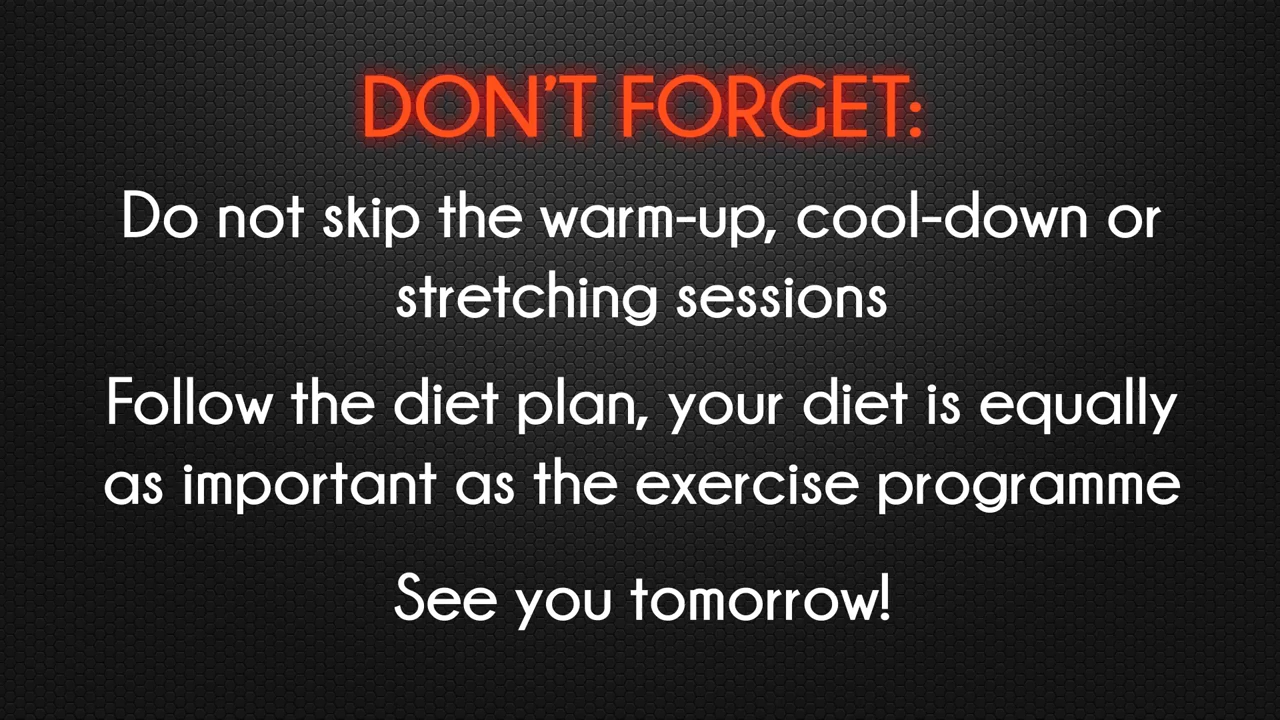 DON'T FORGET:
Do not skip the warm-up, cool-down or
stretching sessions
Follow the diet plan, your diet is equally
as important as the exercise programme
See you tomorrow!